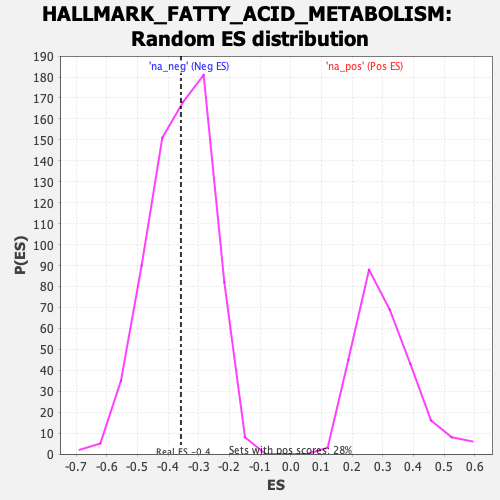 HALLMARK_FATTY_ACID_METABOLISM:
Random ES distribution
'na_neg' (Neg ES) 'na_pos' (Pos ES)
190
180
170
160
150
140
130
120
110
100
90
80
70
60
50
40
30
20
10
0
P(ES)
Real ES -0.4 Sets with pos scores: 28%
-0.7 -0.6 -0.5 -0.4 -0.3 -0.2 -0.1 0.0 0.1 0.2 0.3 0.4 0.5 0.6
ES